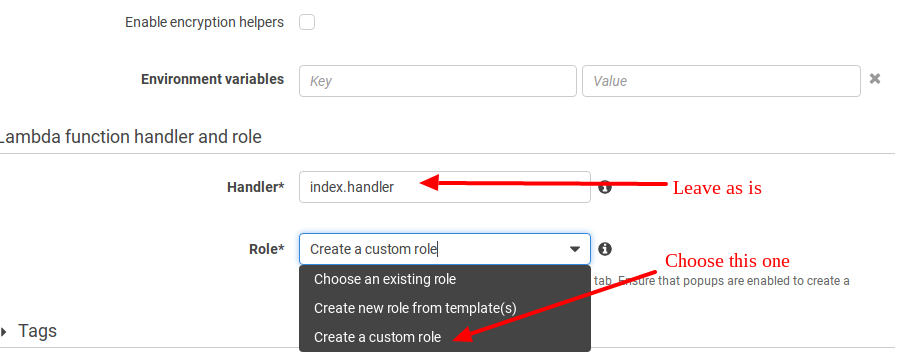 Enable encryption helpers
Environment variables Key Value
Lambda function handler and role
Handler* index.handler
Leave as is
Role* Create a custom role
Choose this one
Choose an existing role
tab. Ensure that popups are enabled to create a
Create new role from template(s)
Create a custom role
Tags